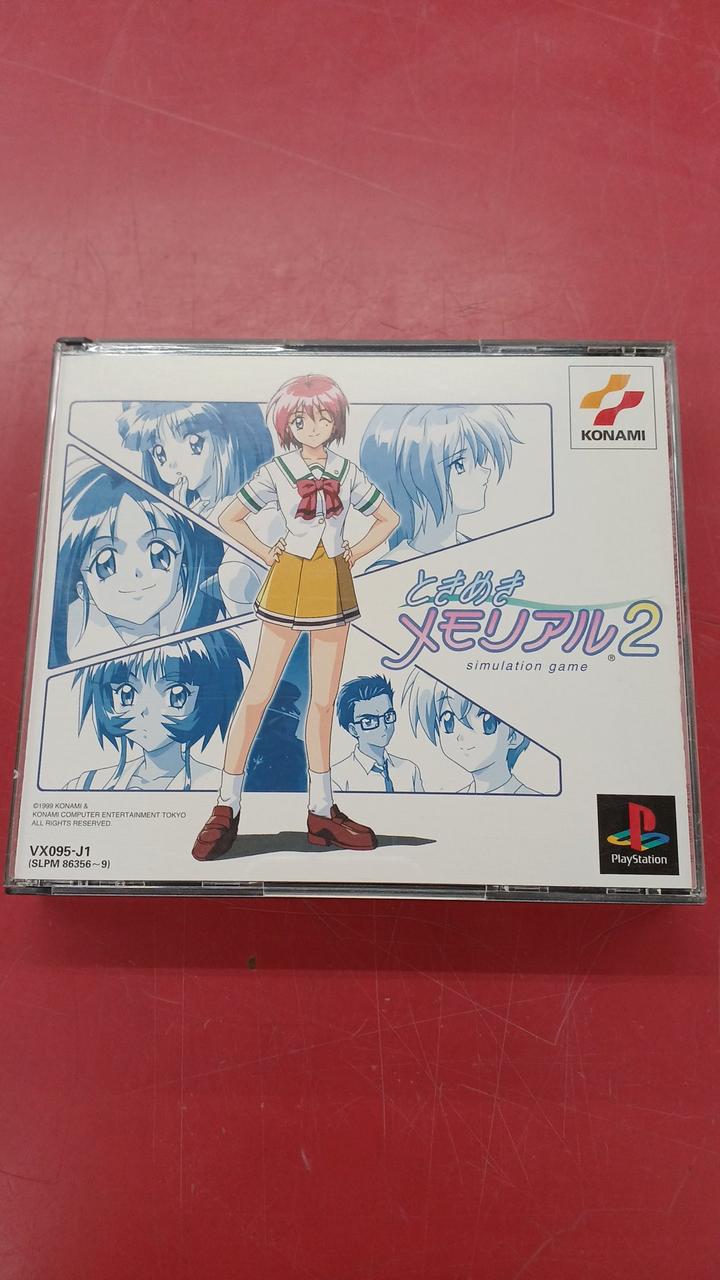 KONAMI
ときめき
メモリアル2
®
simulation game
©1999 KONAMI &
KONAMI COMPUTER ENTERTAINMENT TOKYO
ALL RIGHTS RESERVED.
VX095-J1
(SLPM 86356~9)
PlayStation